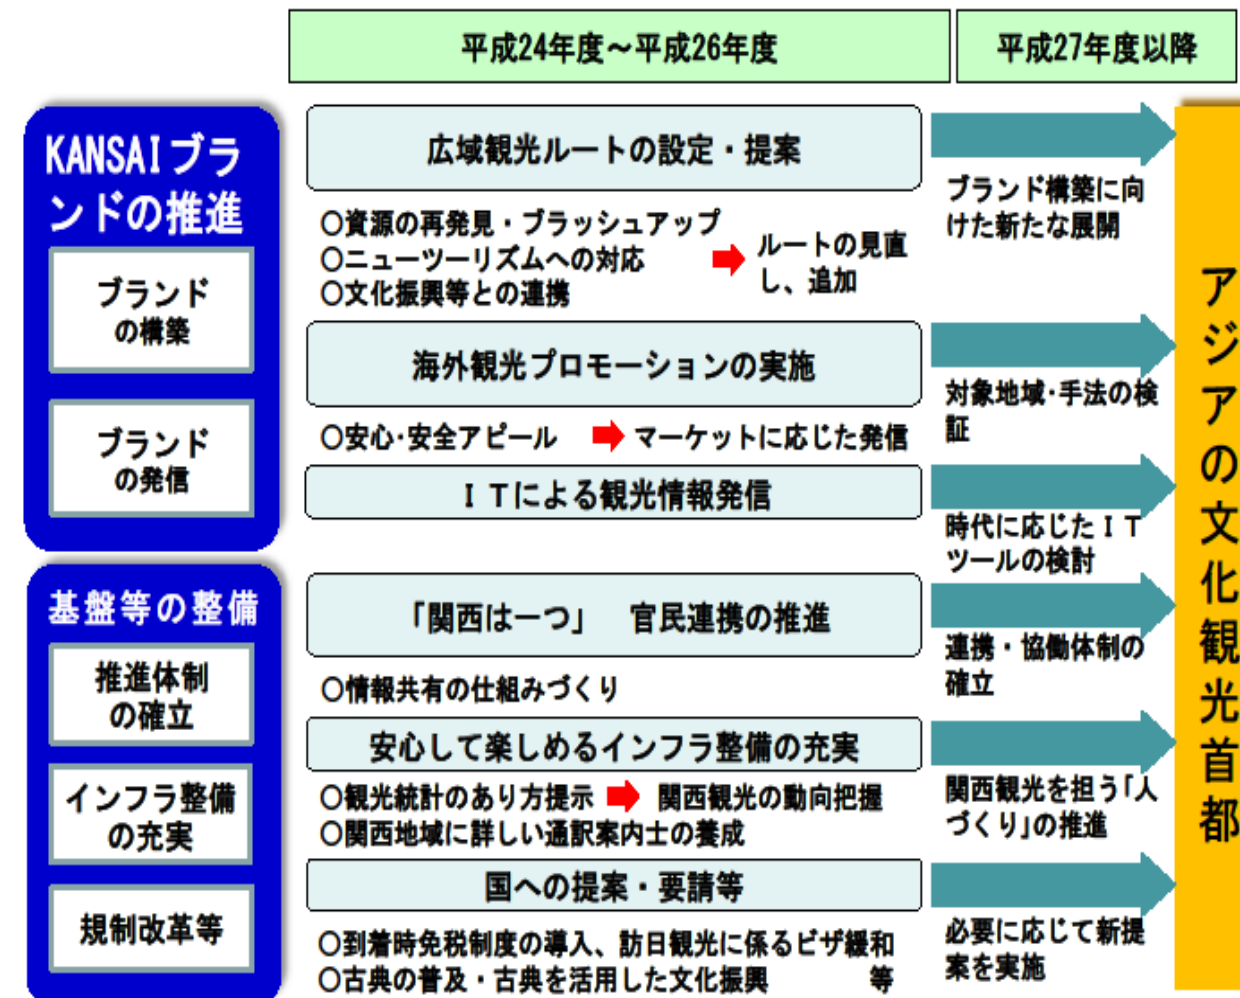 平成24年度～平成26年度
平成27年度以降
KANSAIブラ
ンドの推進
ブランド
の構築
ブランド
の発信
広域観光ルートの設定・提案
○資源の再発見・ブラッシュアップ
○ニューツーリズムへの対応
○文化振興等との連携
ルートの見直
し、追加
ブランド構築に向
けた新たな展開
海外観光プロモーションの実施
○安心・安全アピール
マーケットに応じた発信
対象地域・手法の検
証
ＩＴによる観光情報発信
時代に応じたＩＴ
ツールの検討
基盤等の整備
推進体制
の確立
インフラ整備
の充実
規制改革等
「関西は一つ」　官民連携の推進
○情報共有の仕組みづくり
連携・協働体制の
確立
安心して楽しめるインフラ整備の充実
○観光統計のあり方提示
関西観光の動向把握
○関西地域に詳しい通訳案内士の養成
関西観光を担う「人
づくり」の推進
国への提案・要請等
○到着時免税制度の導入、訪日観光に係るビザ緩和
○古典の普及・古典を活用した文化振興　　　　等
必要に応じて新提
案を実施
アジアの文化観光首都